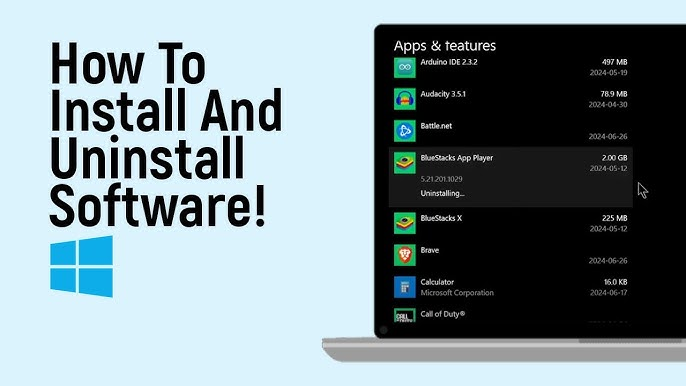 How To
Install And
Uninstall
Software!
Apps & features
Arduino IDE 2.3.2 497 MB
2024-05-19
Audacity 3.5.1 78.9 MB
2024-04-30
Battle.net
2024-06-26
BlueStacks App Player 2.00 GB
2024-05-12
5.21.201.1029
Uninstalling...
BlueStacks X 225 MB
2024-05-12
Brave
2024-06-26
Calculator 16.0 KB
Microsoft Corporation 2024-06-17
Call of Duty®
CALL